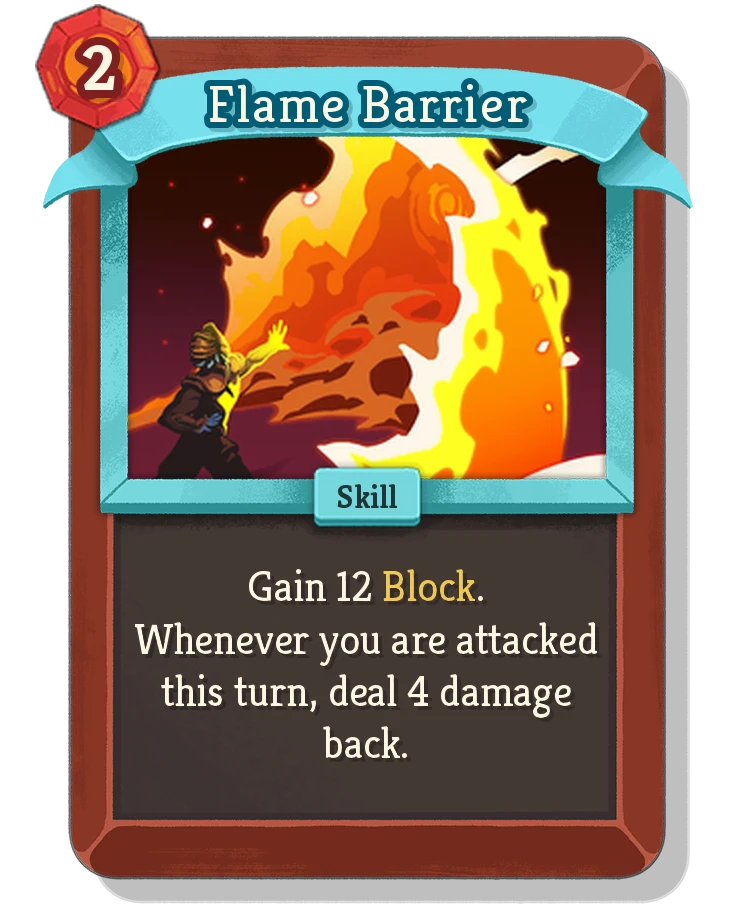 2
Flame Barrier
Skill
Gain 12 Block.
Whenever you are attacked
this turn, deal 4 damage
back.